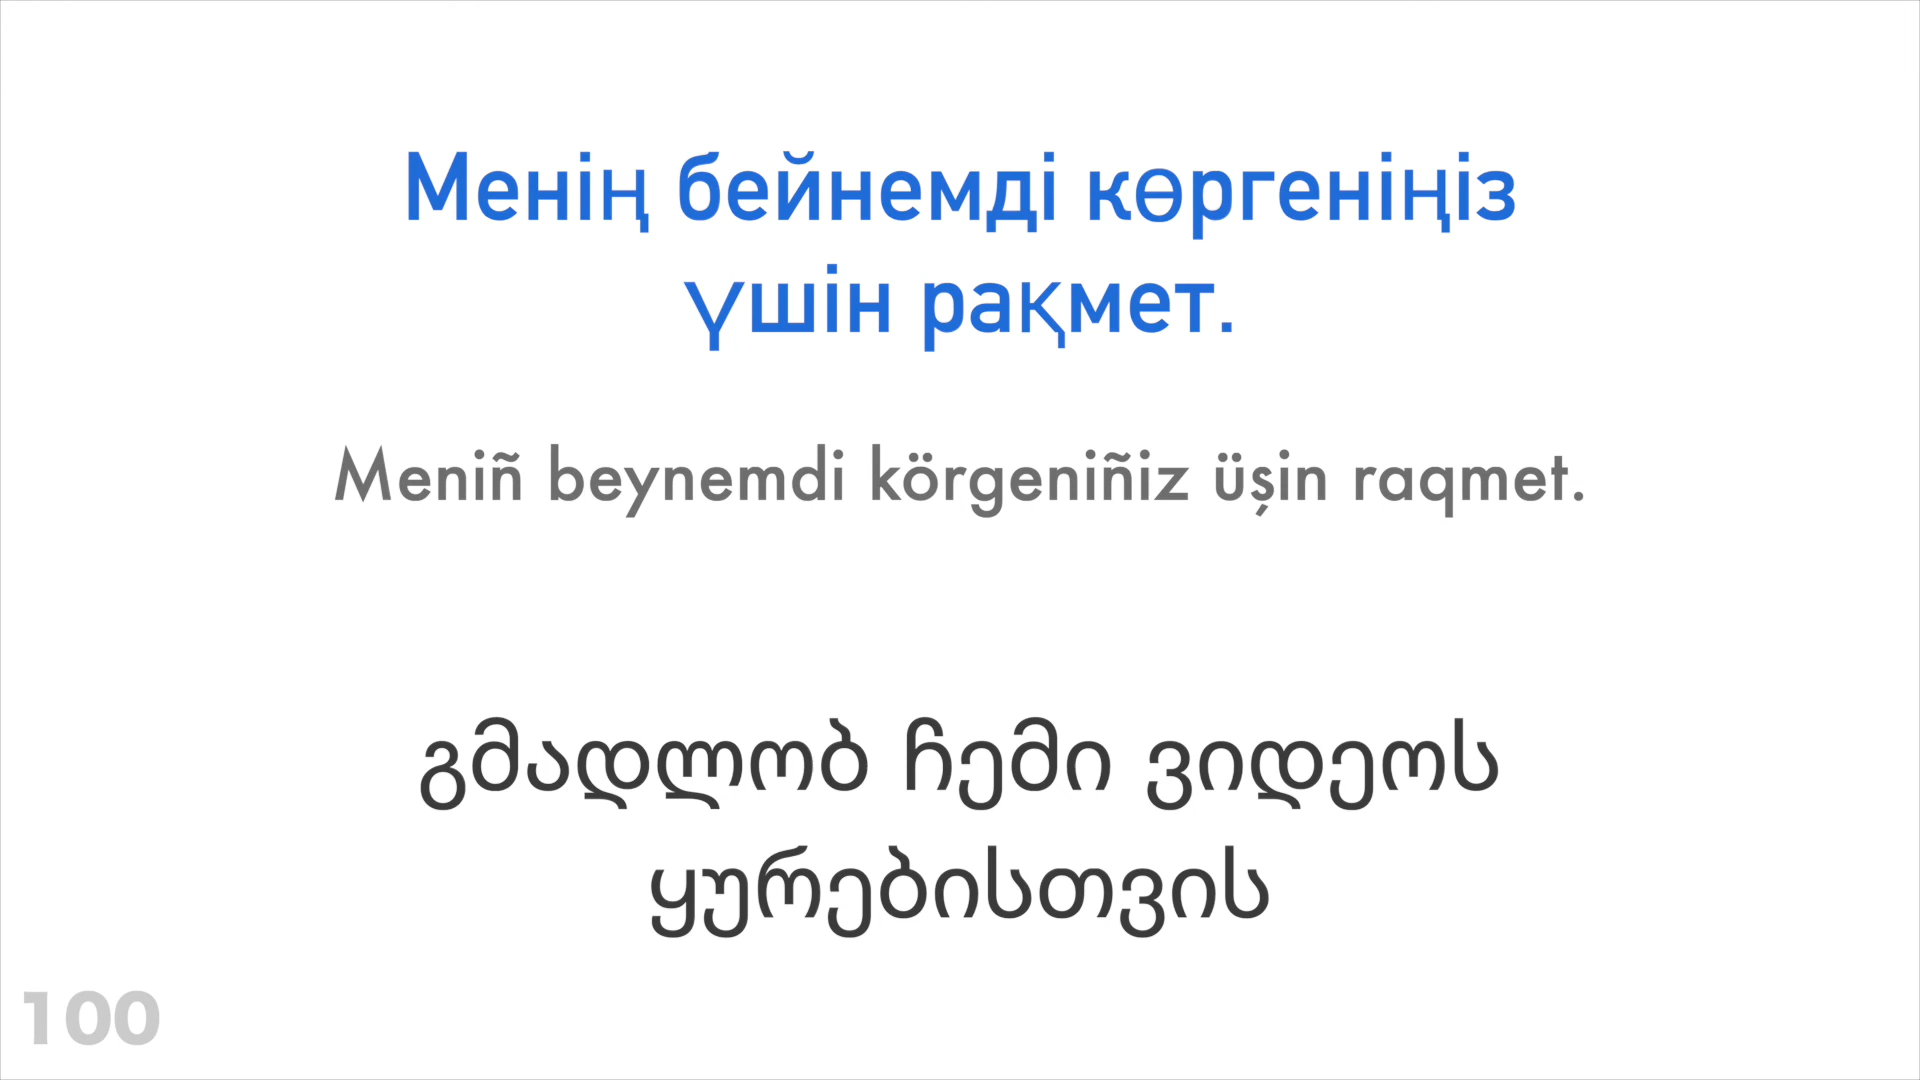 Менің бейнемді көргеніңіз
үшін рақмет.
Meniñ beynemdi körgeniñiz üşin raqmet.
გმადლობ ჩემი ვიდეოს
ყურებისთვის
100